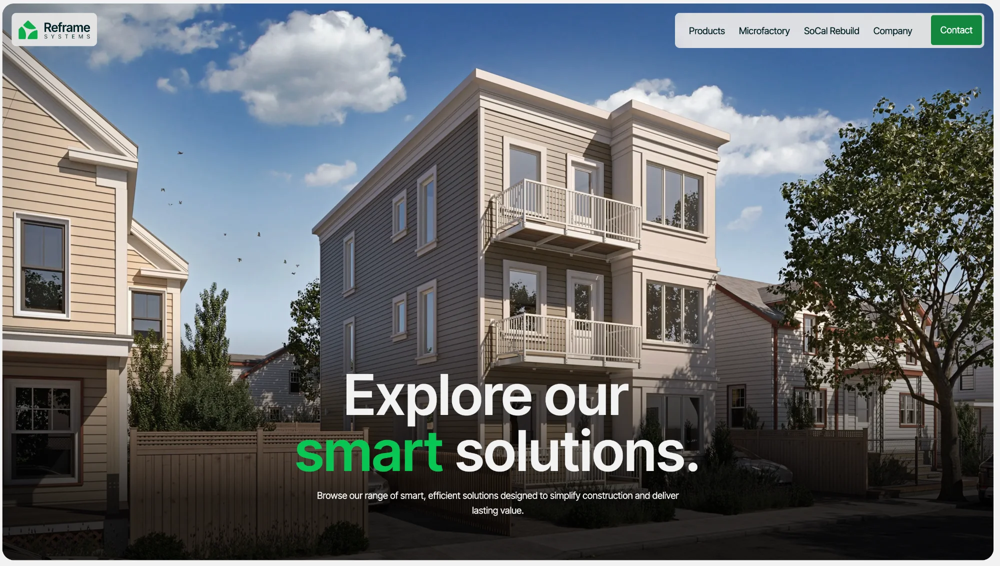 Reframe
SYSTEMS
Products Microfactory SoCal Rebuild Company Contact
Explore our
smart solutions.
Browse our range of smart, efficient solutions designed to simplify construction and deliver
lasting value.